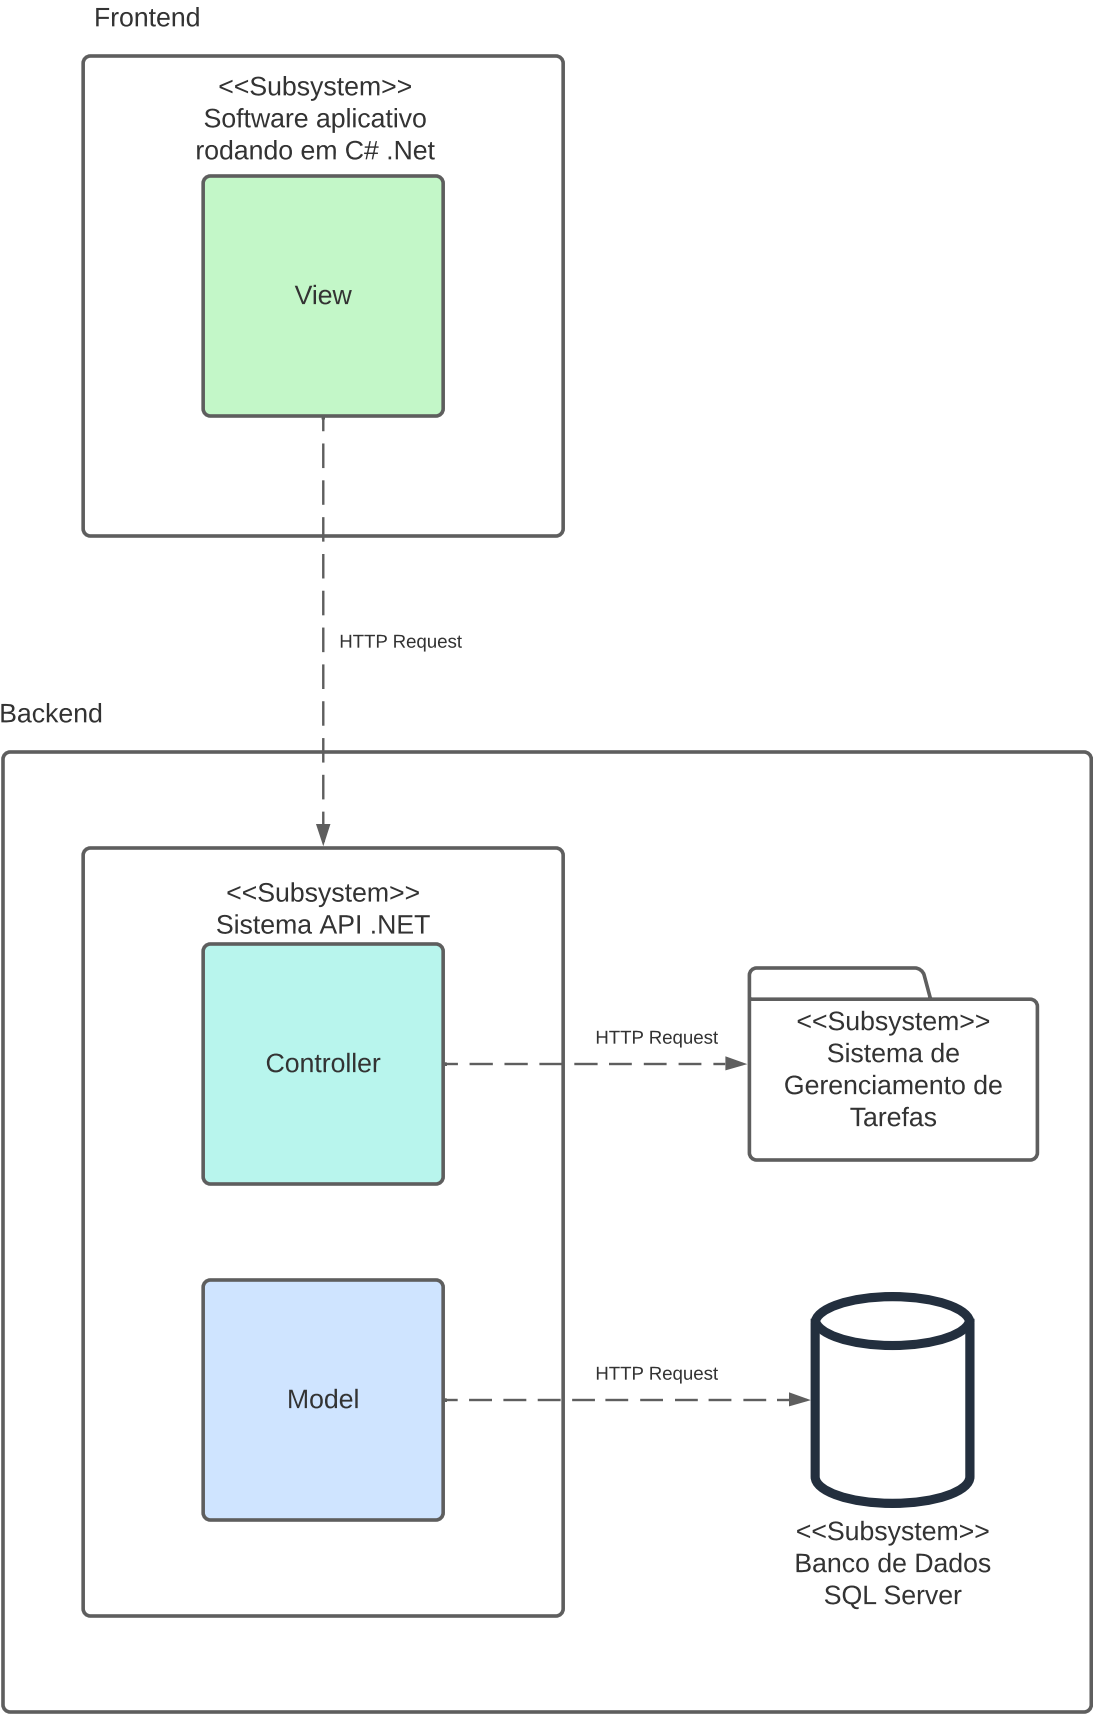 Frontend
<<Subsystem>>
Software aplicativo
rodando em C# .Net
View
HTTP Request
Backend
<<Subsystem>>
Sistema API .NET
Controller
HTTP Request
<<Subsystem>>
Sistema de
Gerenciamento de
Tarefas
Model
HTTP Request
<<Subsystem>>
Banco de Dados
SQL Server